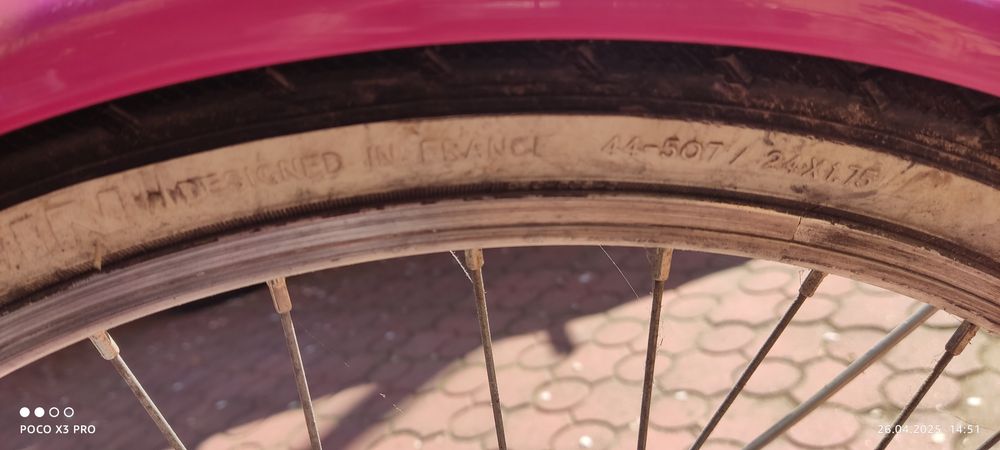 DESIGNED IN FRANCE 44-507 / 24X1.75
POCO X3 PRO
26.04.2025 14:51